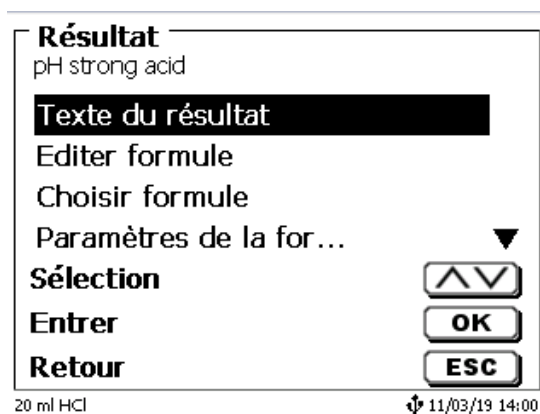 Résultat
pH strong acid
Texte du résultat
Editer formule
Choisir formule
Paramètres de la for...
Sélection
Entrer OK
Retour ESC
20 ml HCl 11/03/19 14:00